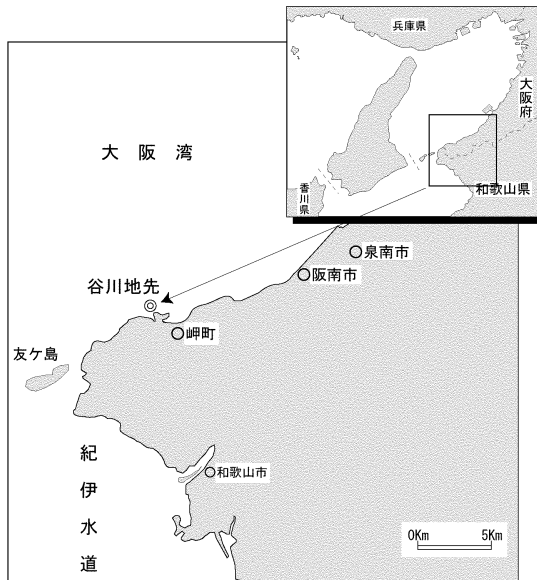 兵庫県
大阪府
香川県
和歌山県
大阪湾
泉南市
阪南市
谷川地先
岬町
友ケ島
和歌山市
紀伊水道
0Km 5Km